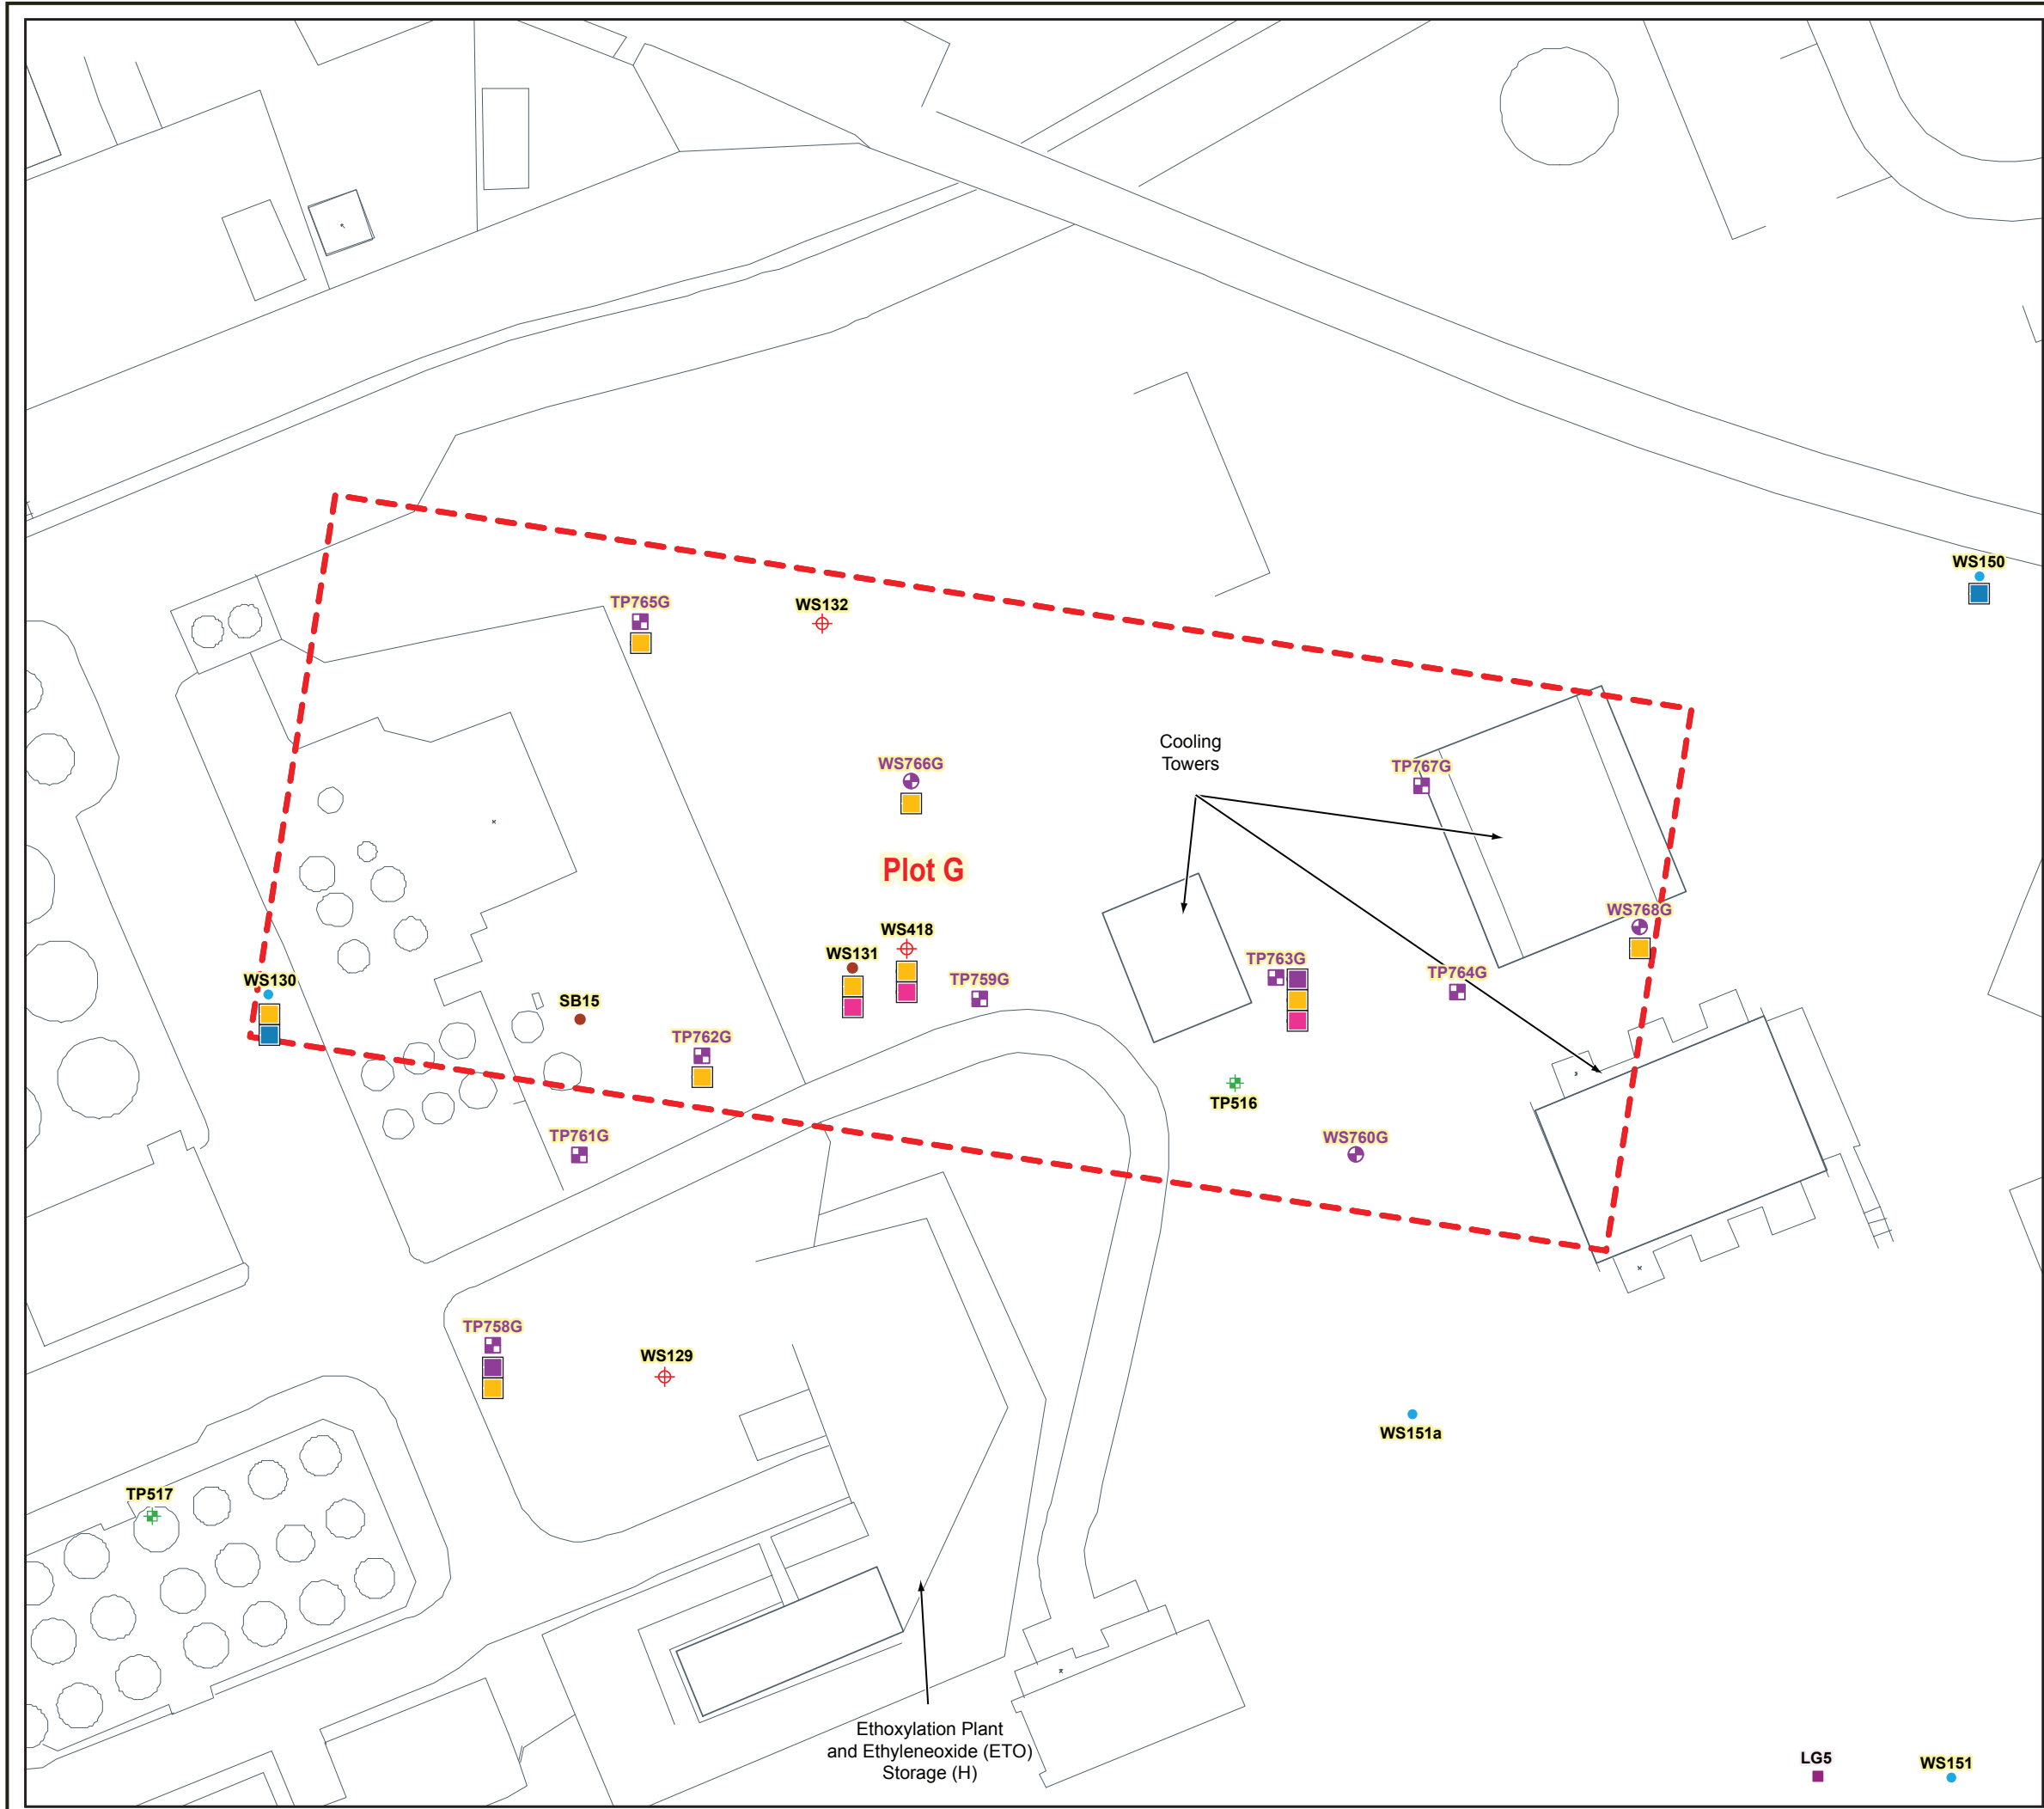 WS150
TP765G
WS132
Cooling
Towers
WS766G
TP767G
Plot G
WS768G
WS418
WS131
TP763G
TP764G
TP759G
WS130
SB15
TP762G
TP516
TP761G
WS760G
TP758G
WS129
WS151a
TP517
Ethoxylation Plant
and Ethyleneoxide (ETO)
Storage (H)
LG5
WS151